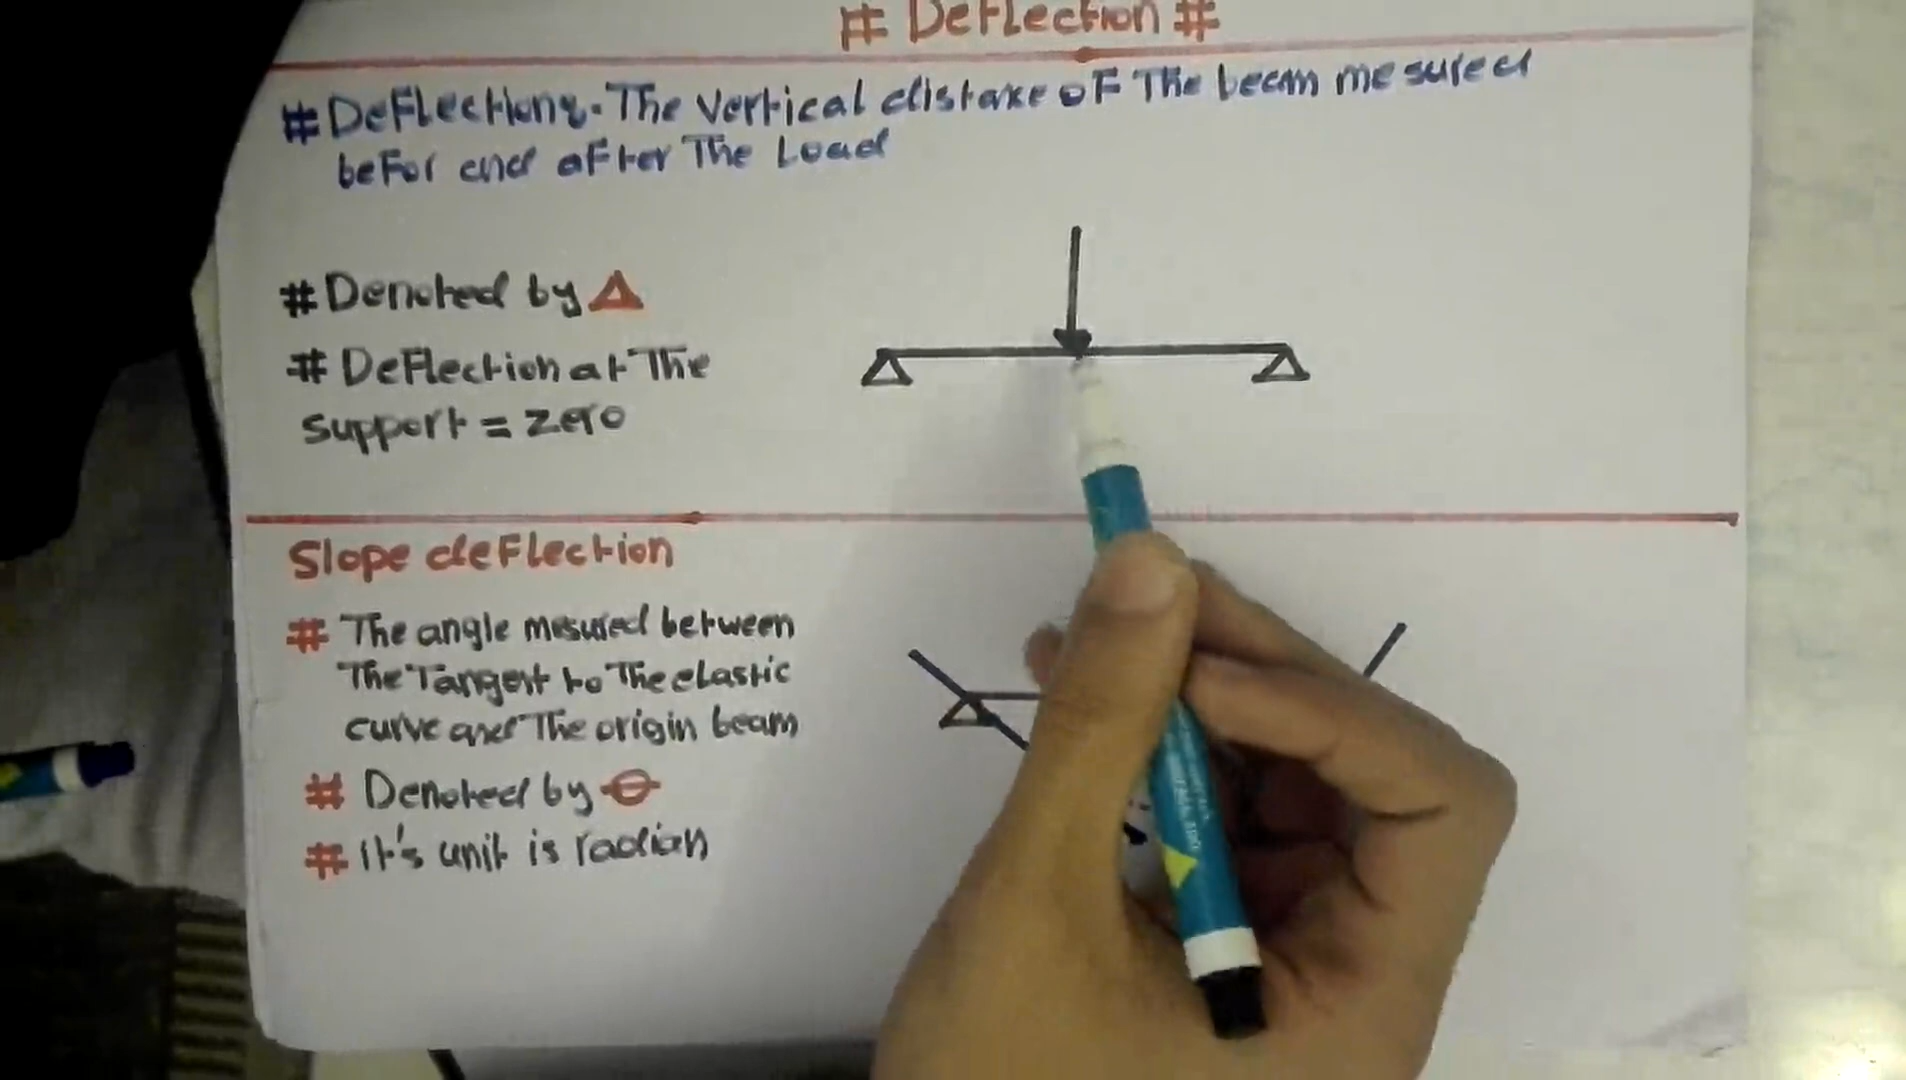 # Deflection #
# Deflection:-The vertical distance of The beam mesured
befor and after The Load
# Denoted by Δ
# Deflection at The
support = zero
Slope deflection
# The angle mesured between
The Tangest to The elastic
curve and The origin beam
# Denoted by θ
# it's unit is radian